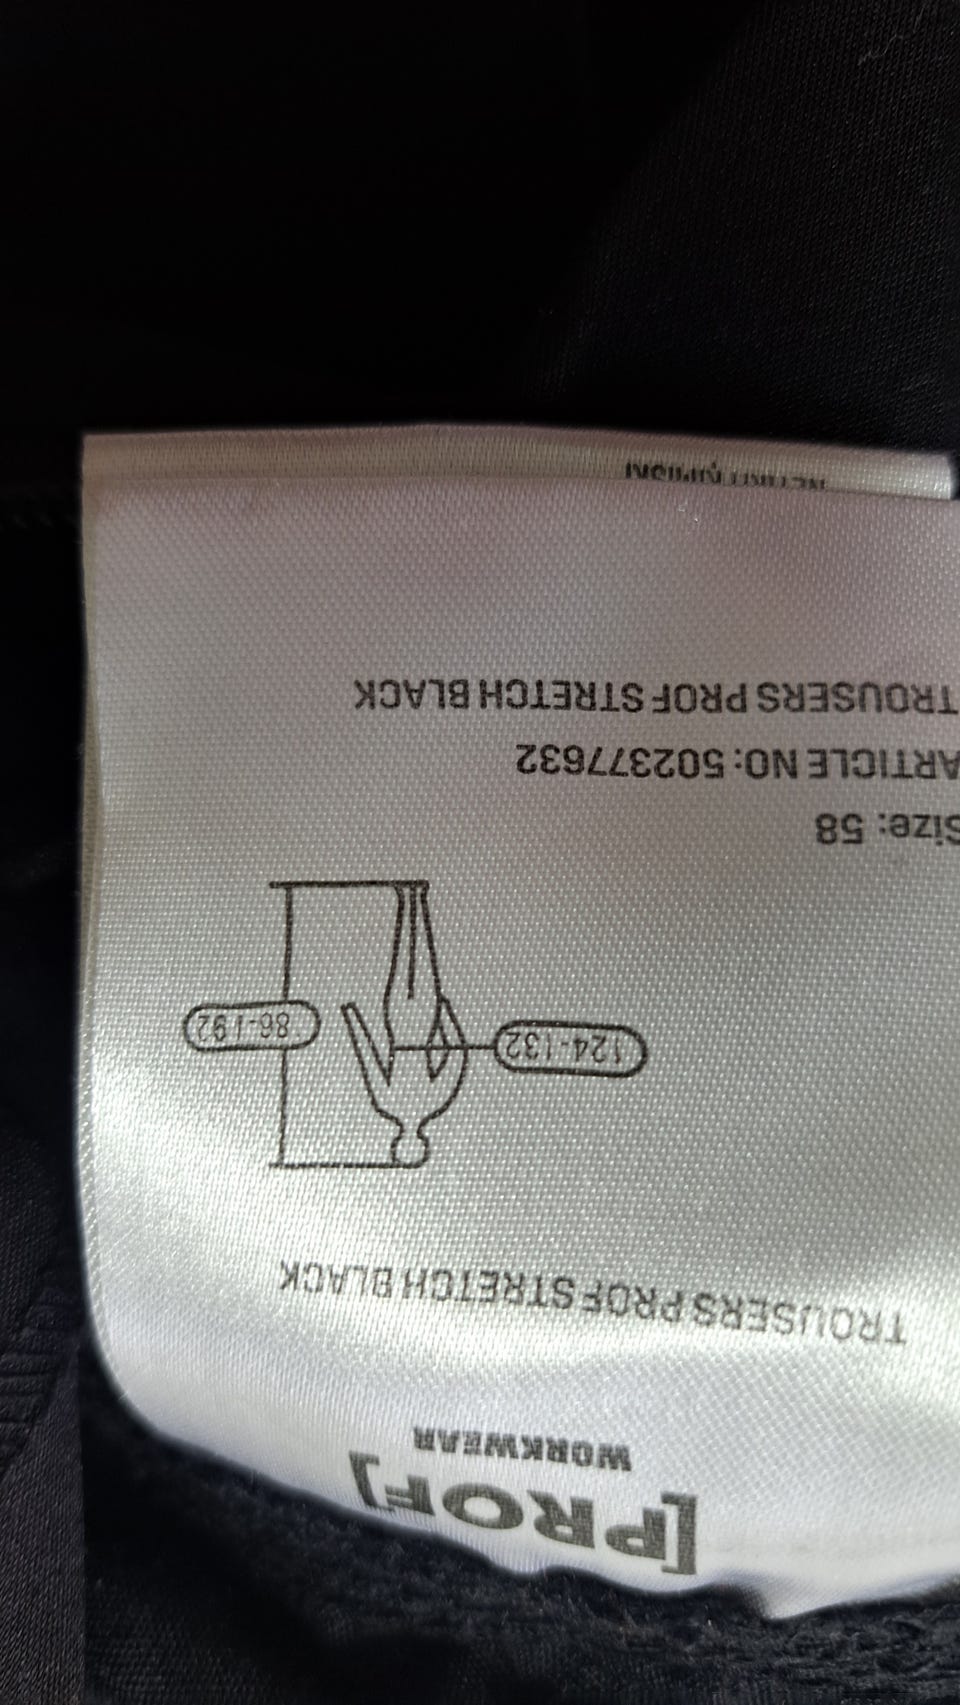 [PROF]
WORKWEAR
TROUSERS PROF STRETCH BLACK
124-132
86-192
Size: 58
ARTICLE NO: 502377632
TROUSERS PROF STRETCH BLACK